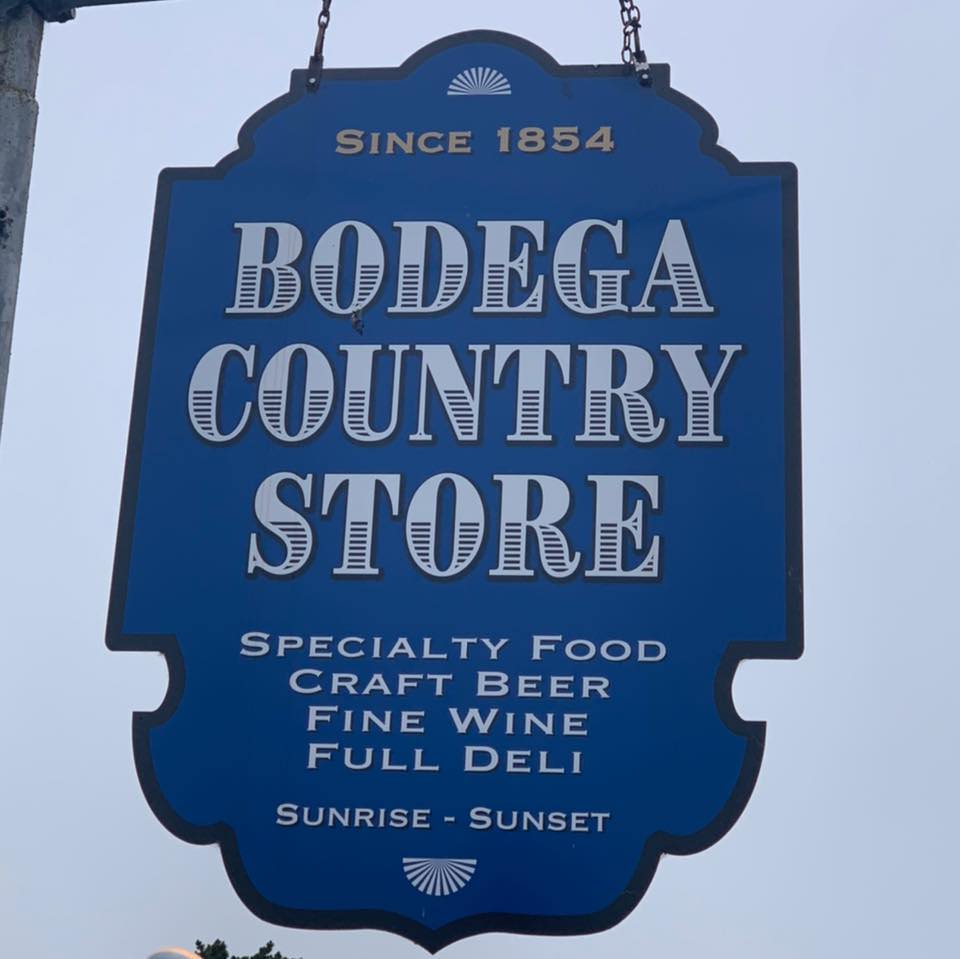 Since 1854
BODEGA
COUNTRY
STORE
Specialty Food
Craft Beer
Fine Wine
Full Deli
Sunrise - Sunset